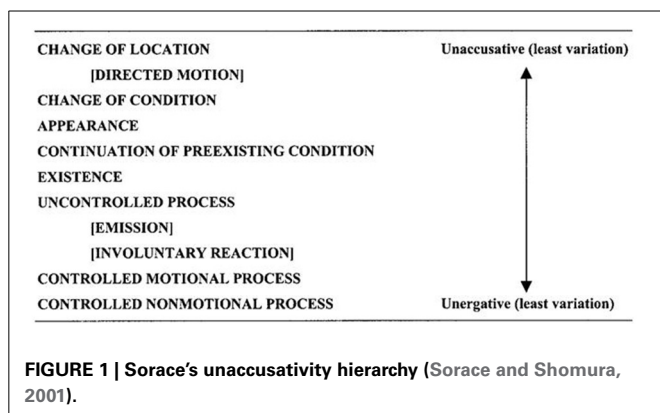 CHANGE OF LOCATION Unaccusative (least variation)
[DIRECTED MOTION]
CHANGE OF CONDITION
APPEARANCE
CONTINUATION OF PREEXISTING CONDITION
EXISTENCE
UNCONTROLLED PROCESS
[EMISSION]
[INVOLUNTARY REACTION]
CONTROLLED MOTIONAL PROCESS
CONTROLLED NONMOTIONAL PROCESS Unergative (least variation)
FIGURE 1 | Sorace's unaccusativity hierarchy (Sorace and Shomura,
2001).